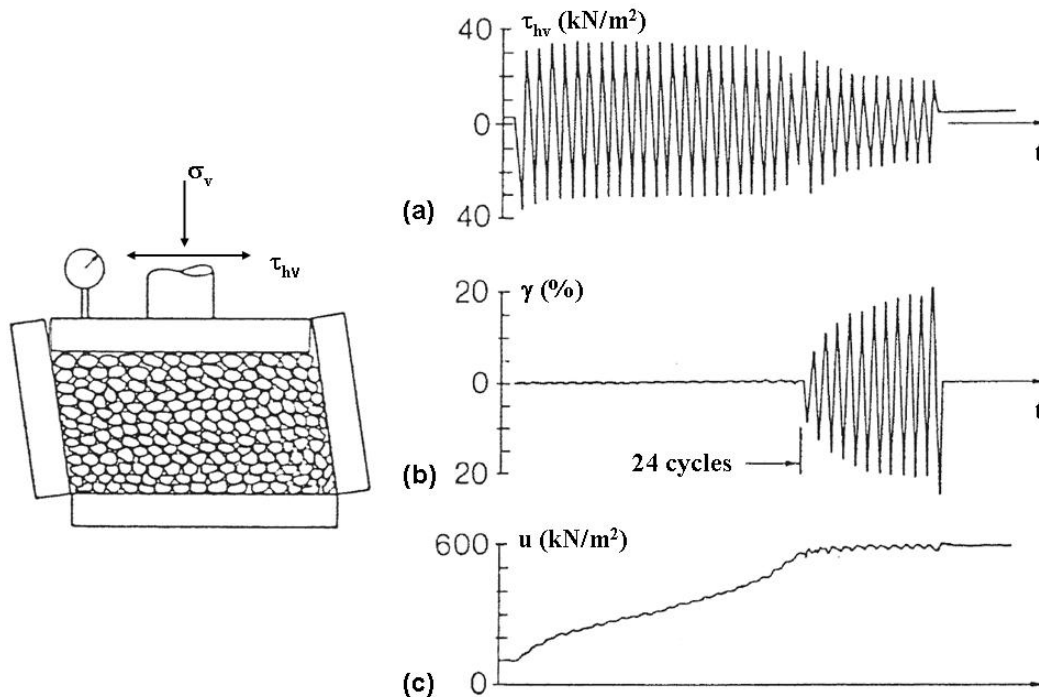 σv
τhv
(a)
40
τhv (kN/m²)
0
40
t
(b)
20
γ (%)
0
20
24 cycles
t
(c)
600
u (kN/m²)
0